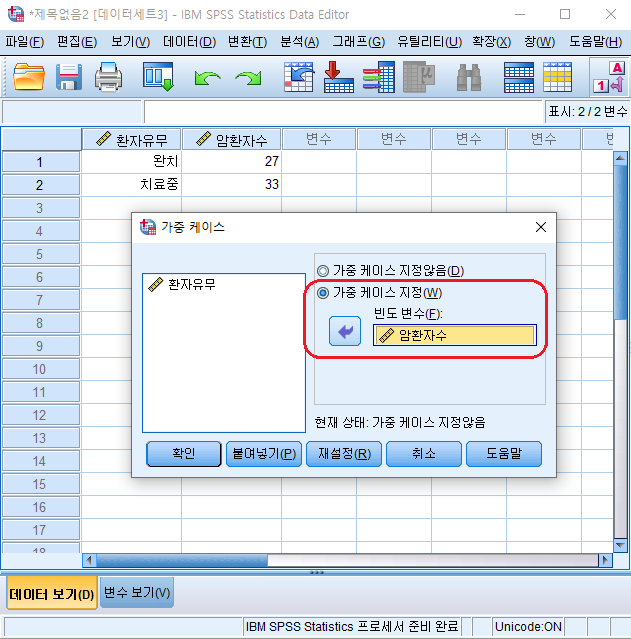 *제목없음2 [데이터세트3] - IBM SPSS Statistics Data Editor
파일(F) 편집(E) 보기(V) 데이터(D) 변환(T) 분석(A) 그래프(G) 유틸리티(U) 확장(X) 창(W) 도움말(H)
표시: 2 / 2 변수
환자유무 암환자수 변수 변수 변수 변수
1 완치 27
2 치료중 33
3
4
5
6
7
8
9
10
11
12
13
14
15
16
17
18
가중 케이스
환자유무
가중 케이스 지정않음(D)
가중 케이스 지정(W)
빈도 변수(F):
암환자수
현재 상태: 가중 케이스 지정않음
확인 붙여넣기(P) 재설정(R) 취소 도움말
데이터 보기(D) 변수 보기(V)
IBM SPSS Statistics 프로세서 준비 완료 Unicode:ON